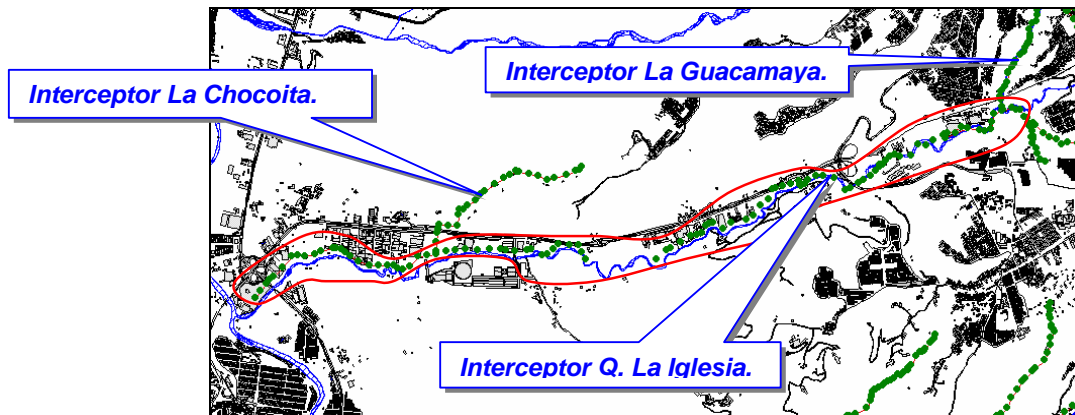 Interceptor La Guacamaya.
Interceptor La Chocoita.
Interceptor Q. La Iglesia.